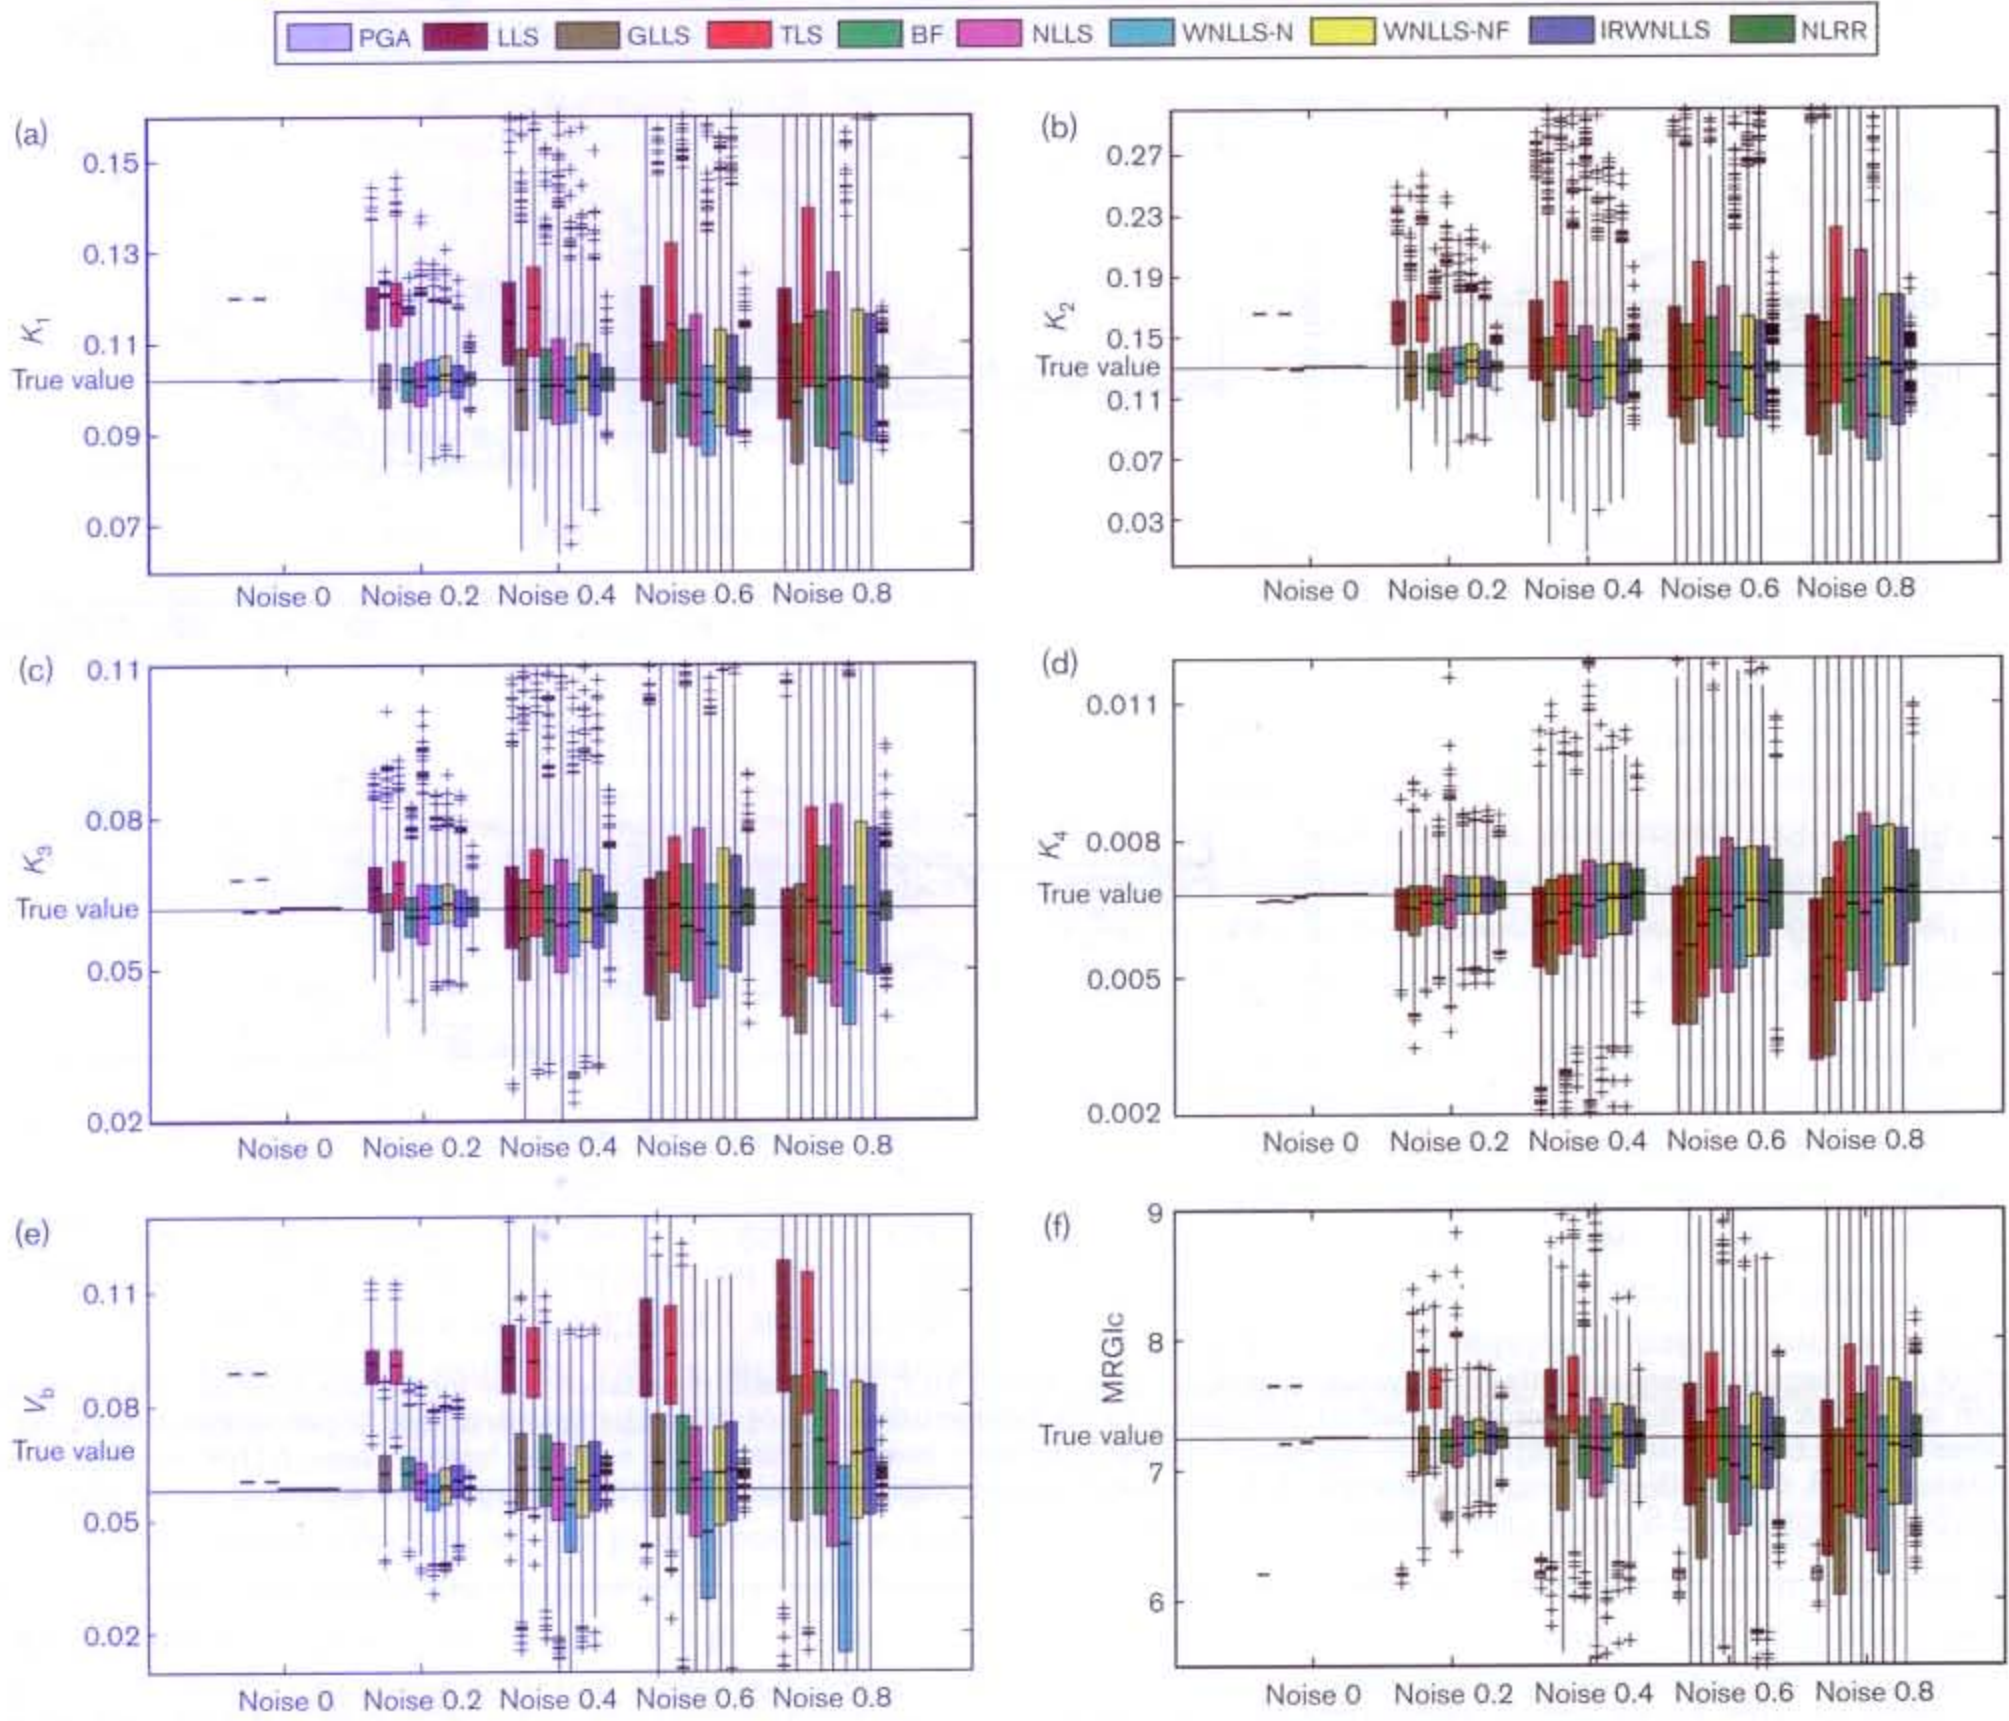 PGA LLS GLLS TLS BF NLLS WNLLS-N WNLLS-NF IRWNLLS NLRR
(a)
0.15
0.13
K1
0.11
True value
0.09
0.07
Noise 0 Noise 0.2 Noise 0.4 Noise 0.6 Noise 0.8
(b)
0.27
0.23
0.19
K2
0.15
True value
0.11
0.07
0.03
Noise 0 Noise 0.2 Noise 0.4 Noise 0.6 Noise 0.8
(c)
0.11
0.08
K3
True value
0.05
0.02
Noise 0 Noise 0.2 Noise 0.4 Noise 0.6 Noise 0.8
(d)
0.011
0.008
K4
True value
0.005
0.002
Noise 0 Noise 0.2 Noise 0.4 Noise 0.6 Noise 0.8
(e)
0.11
0.08
Vb
True value
0.05
0.02
Noise 0 Noise 0.2 Noise 0.4 Noise 0.6 Noise 0.8
(f)
9
8
MRGlc
True value
7
6
Noise 0 Noise 0.2 Noise 0.4 Noise 0.6 Noise 0.8